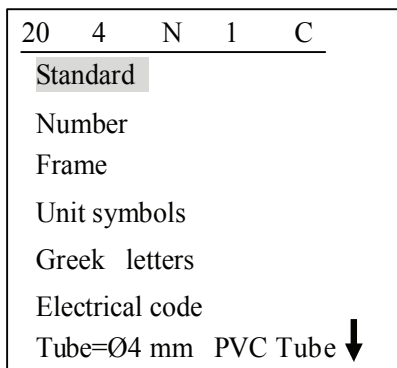 20 4 N 1 C
Standard
Number
Frame
Unit symbols
Greek letters
Electrical code
Tube=Ø4 mm PVC Tube